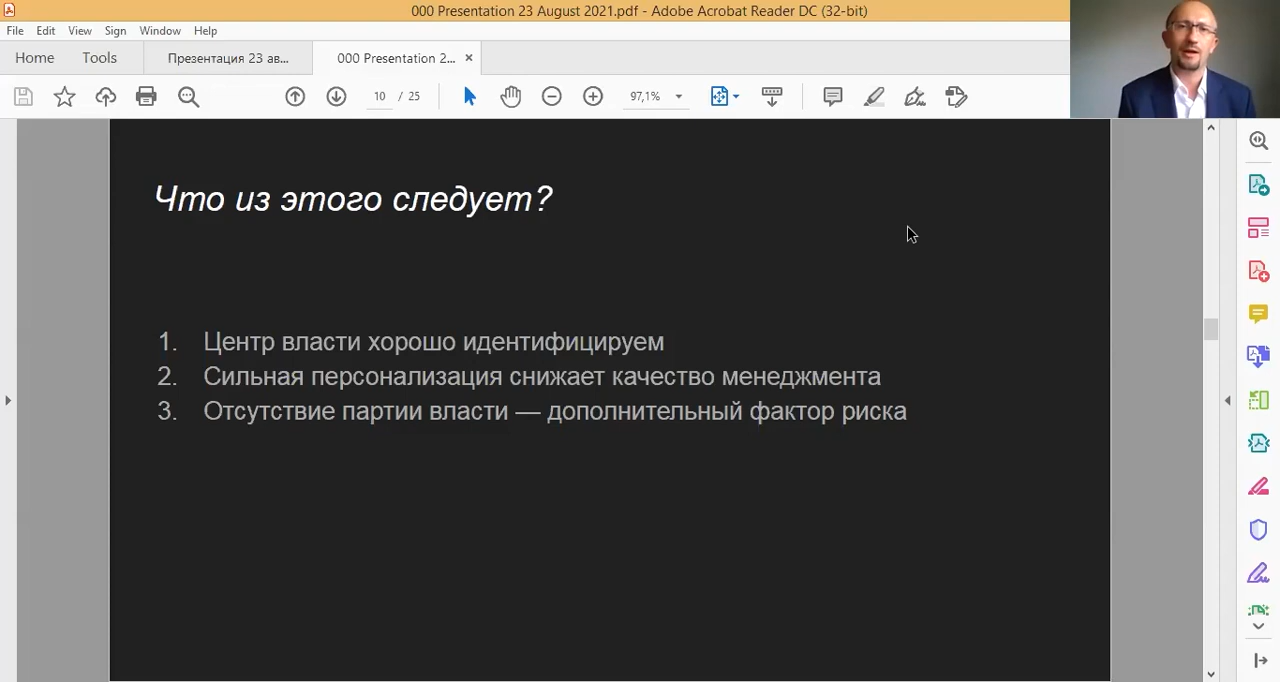 000 Presentation 23 August 2021.pdf - Adobe Acrobat Reader DC (32-bit)
File Edit View Sign Window Help
Home Tools Презентация 23 ав... 000 Presentation 2... ×
10 / 25 97,1%
Что из этого следует?
1. Центр власти хорошо идентифицируем
2. Сильная персонализация снижает качество менеджмента
3. Отсутствие партии власти — дополнительный фактор риска